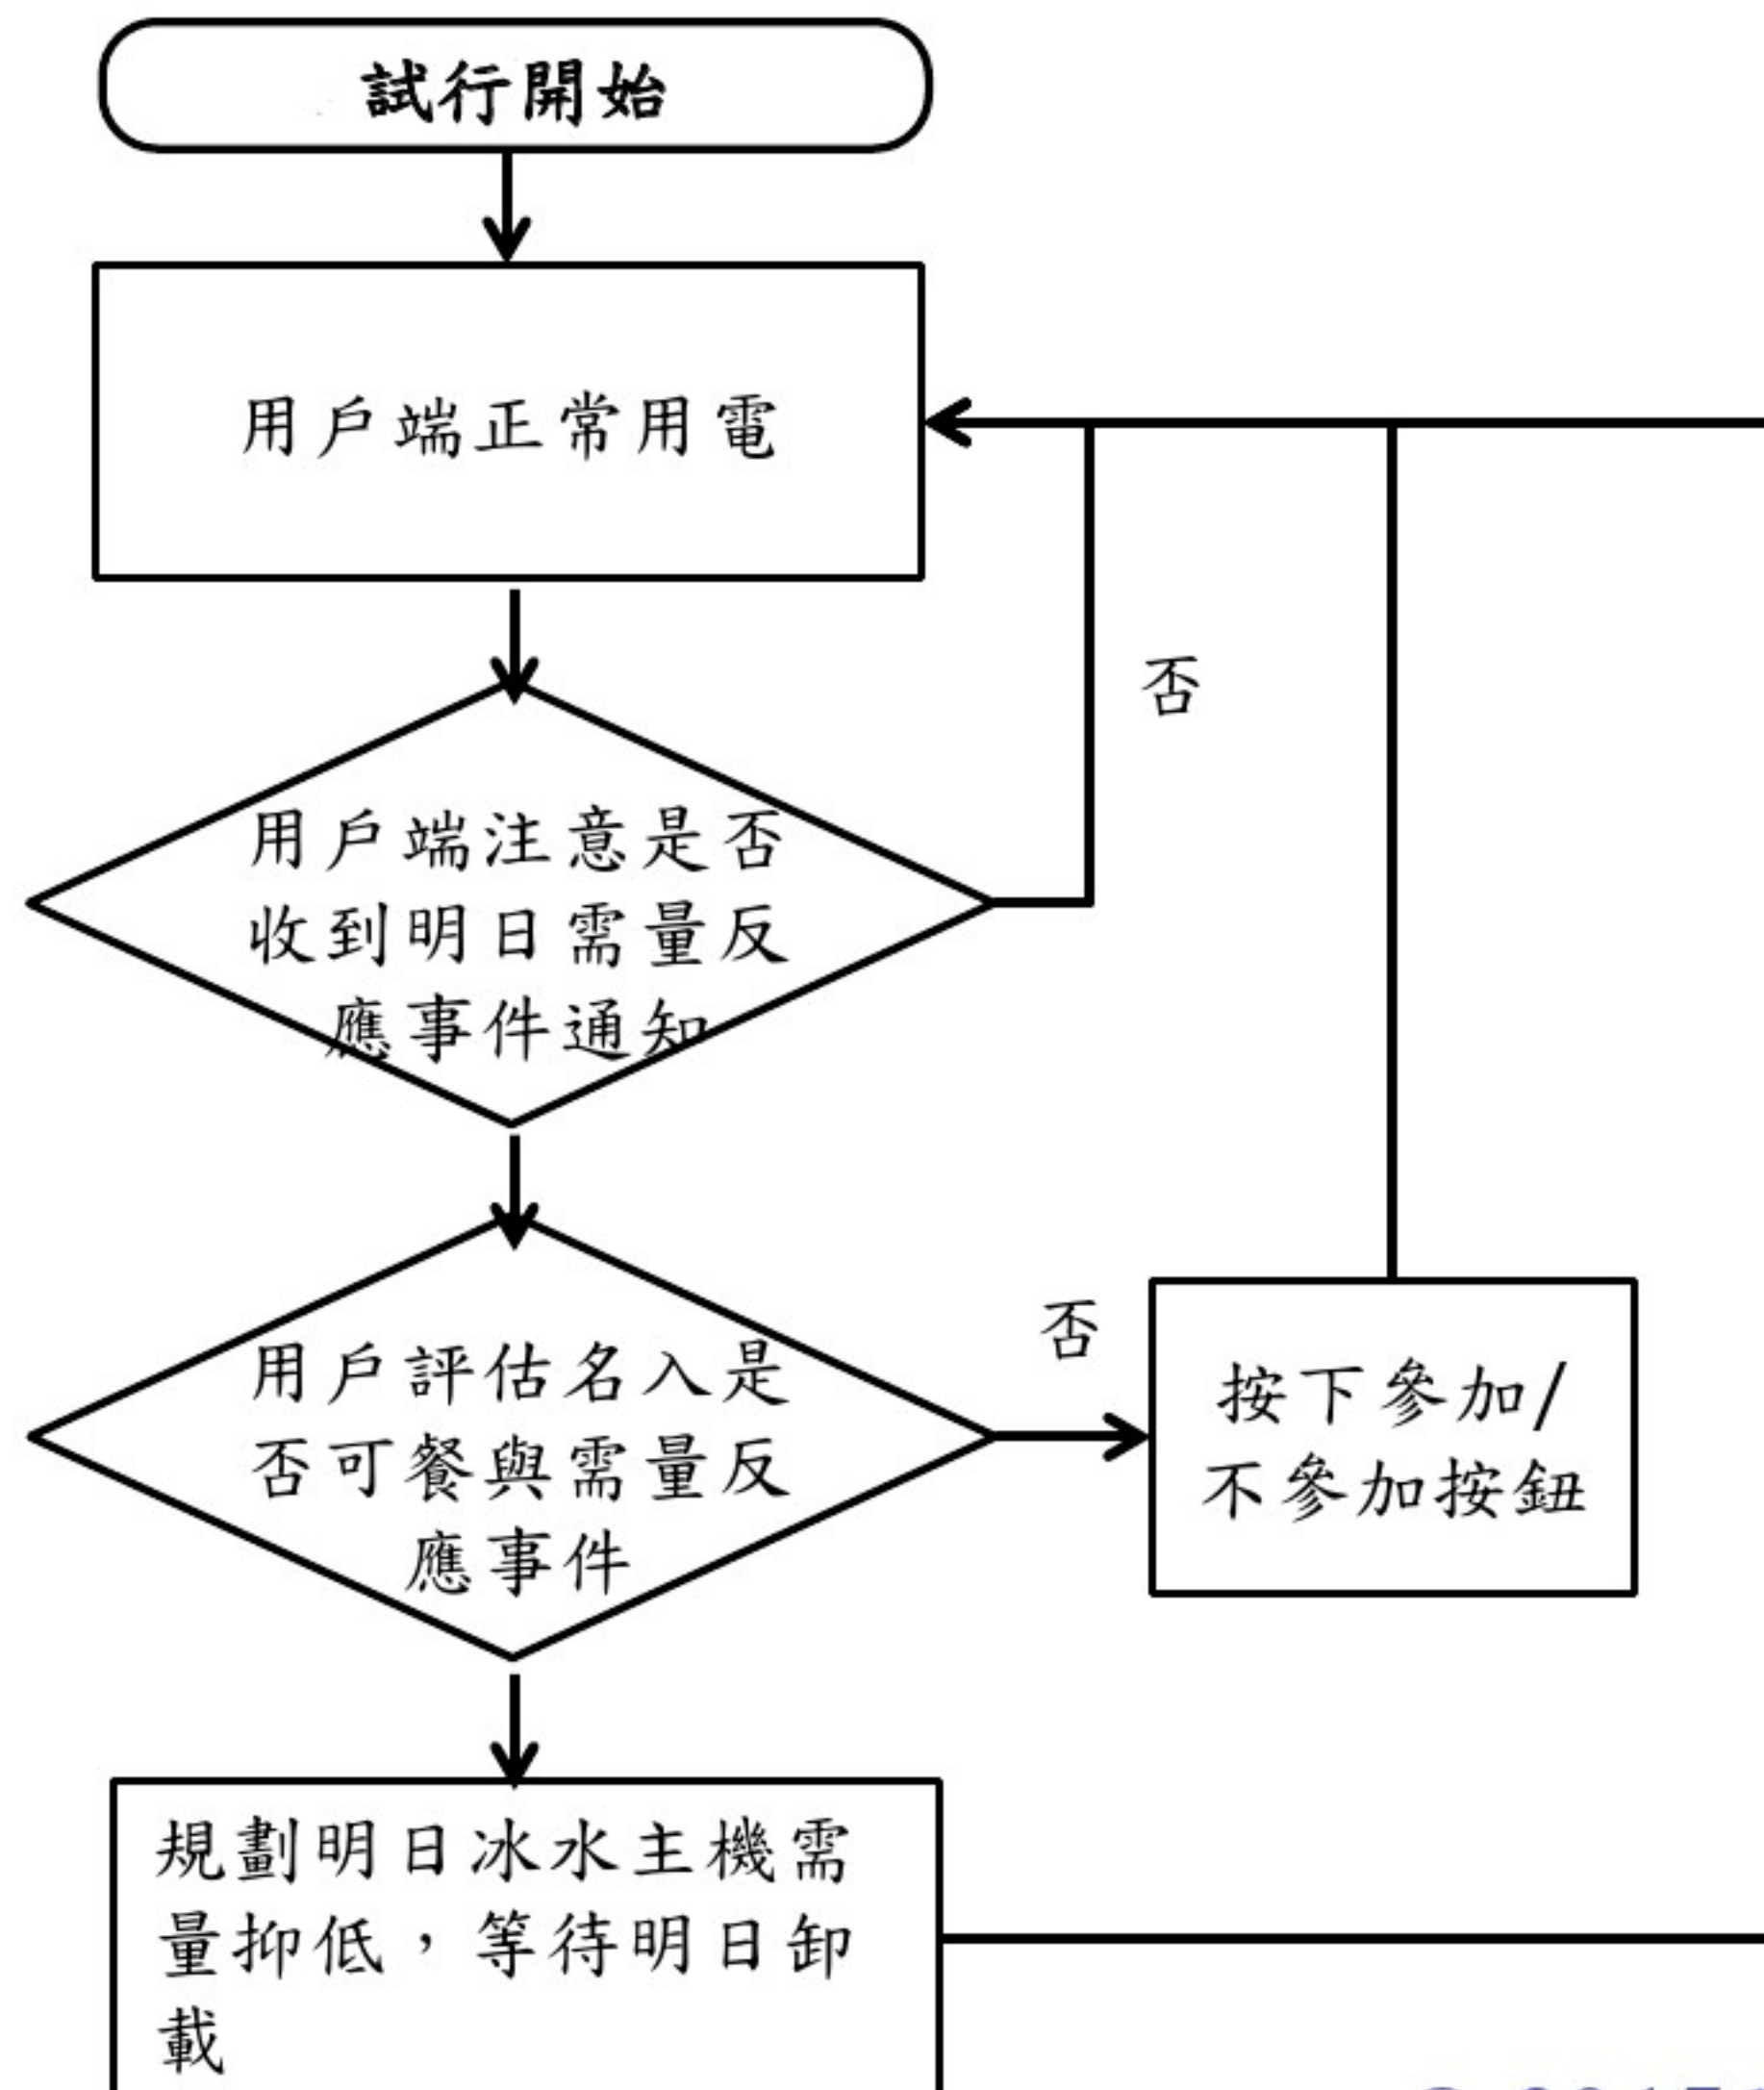 試行開始
用戶端正常用電
否
用戶端注意是否
收到明日需量反
應事件通知
否
用戶評估名入是
否可餐與需量反
應事件
按下參加/
不參加按鈕
規劃明日冰水主機需
量抑低，等待明日卸
載